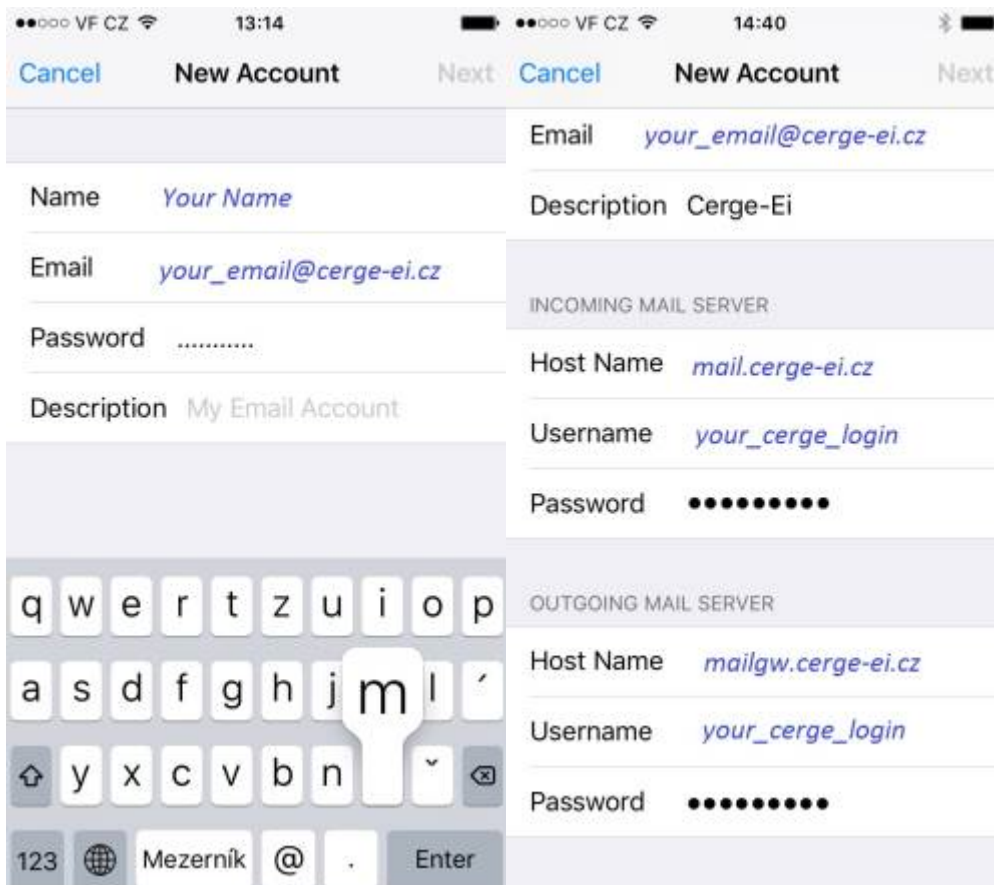 VF CZ 13:14
Cancel New Account Next
Name Your Name
Email your_email@cerge-ei.cz
Password ...........
Description My Email Account
q w e r t z u i o p
a s d f g h j m l ´
y x c v b n ˇ
123 Mezerník @ . Enter
VF CZ 14:40
Cancel New Account Next
Email your_email@cerge-ei.cz
Description Cerge-Ei
INCOMING MAIL SERVER
Host Name mail.cerge-ei.cz
Username your_cerge_login
Password ●●●●●●●●●
OUTGOING MAIL SERVER
Host Name mailgw.cerge-ei.cz
Username your_cerge_login
Password ●●●●●●●●●